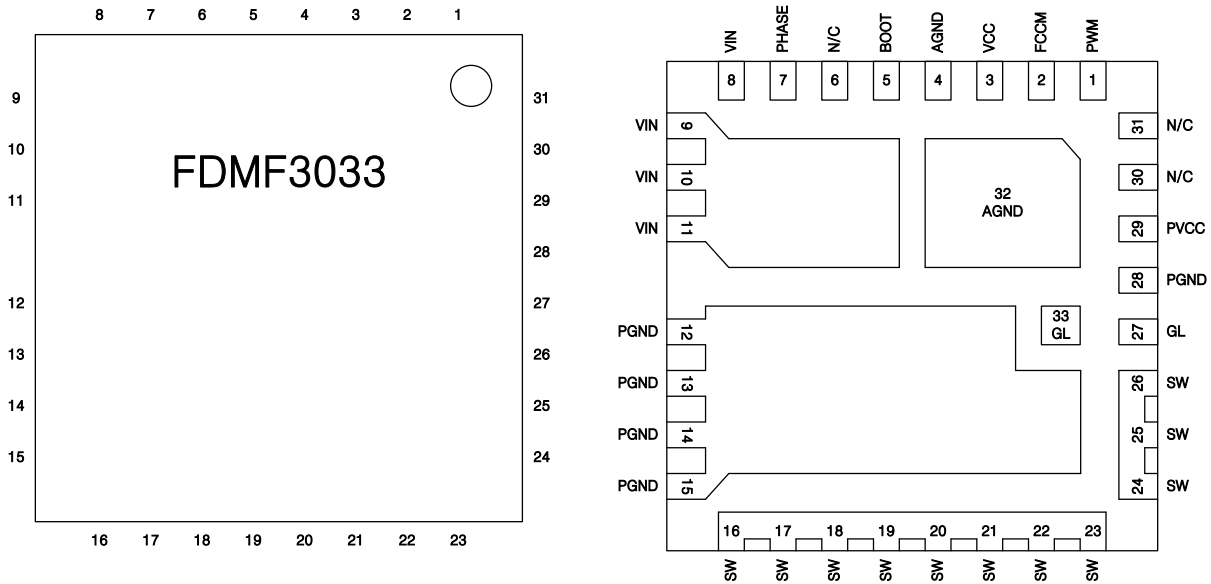 8 7 6 5 4 3 2 1
9
10
11
12
13
14
15
FDMF3033
31
30
29
28
27
26
25
24
16 17 18 19 20 21 22 23
VIN PHASE N/C BOOT AGND VCC FCCM PWM
8 7 6 5 4 3 2 1
VIN 9
VIN 10
VIN 11
32
AGND
31 N/C
30 N/C
29 PVCC
28 PGND
33
GL
27 GL
PGND 12
PGND 13
PGND 14
PGND 15
26 SW
25 SW
24 SW
16 17 18 19 20 21 22 23
SW SW SW SW SW SW SW SW